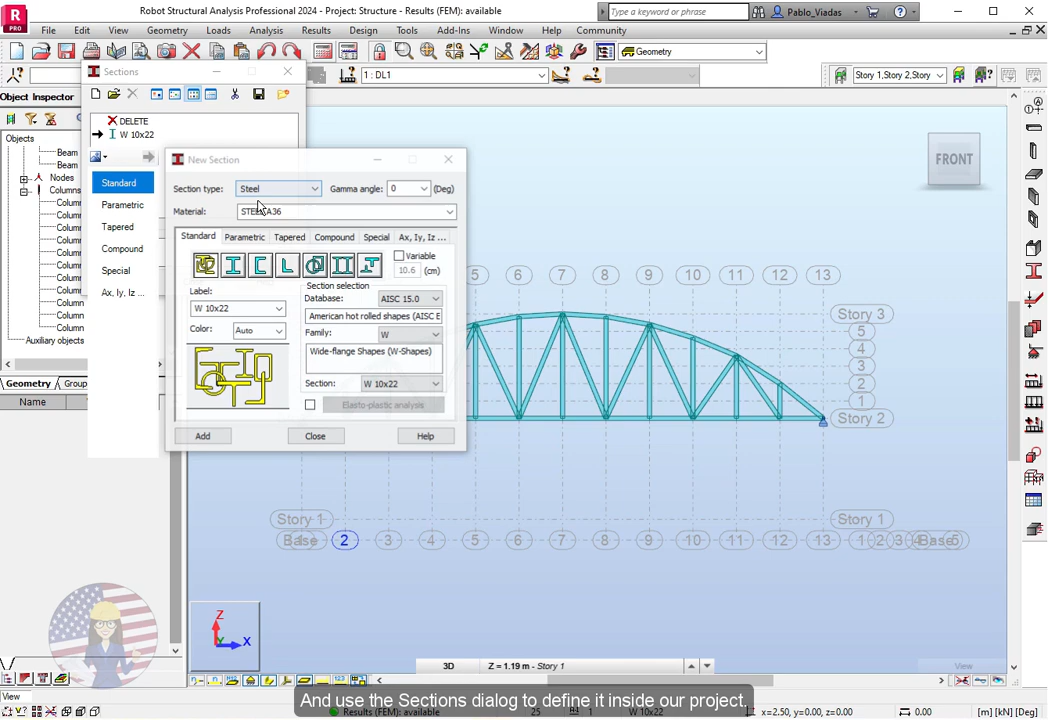 Robot Structural Analysis Professional 2024 - Project: Structure - Results (FEM): available
Type a keyword or phrase
Pablo_Viadas
PRO
File Edit View Geometry Loads Analysis Results Design Tools Add-Ins Window Help Community
Geometry
1 : DL1
Story 1,Story 2,Story
Object Inspector
Objects
Beam
Beam
Nodes
Columns
Column
Column
Column
Column
Column
Column
Column
Column
Column
Column
Auxiliary objects
Geometry Group
Name
Sections
DELETE
W 10x22
Standard
Parametric
Tapered
Compound
Special
Ax, Iy, Iz ...
New Section
Section type: Steel Gamma angle: 0 (Deg)
Material: STEEL A36
Standard Parametric Tapered Compound Special Ax, Iy, Iz ...
Variable
10.6 (cm)
Label:
W 10x22
Color: Auto
Section selection
Database: AISC 15.0
American hot rolled shapes (AISC E
Family: W
Wide-flange Shapes (W-Shapes)
Section: W 10x22
Elasto-plastic analysis
Add Close Help
FRONT
5 6 7 8 9 10 11 12 13
Story 3
5
4
3
2
1
Story 2
Story 1 Story 1
Base 2 3 4 5 6 7 8 9 10 11 12 13 1 2 3 4 Base 5
Z
Y
X
3D Z = 1.19 m - Story 1
View
And use the Sections dialog to define it inside our project,
View
Results (FEM): available 25 W 10x22 x=2.50, y=0.00, z=0.00 0.00 [m] [kN] [Deg]